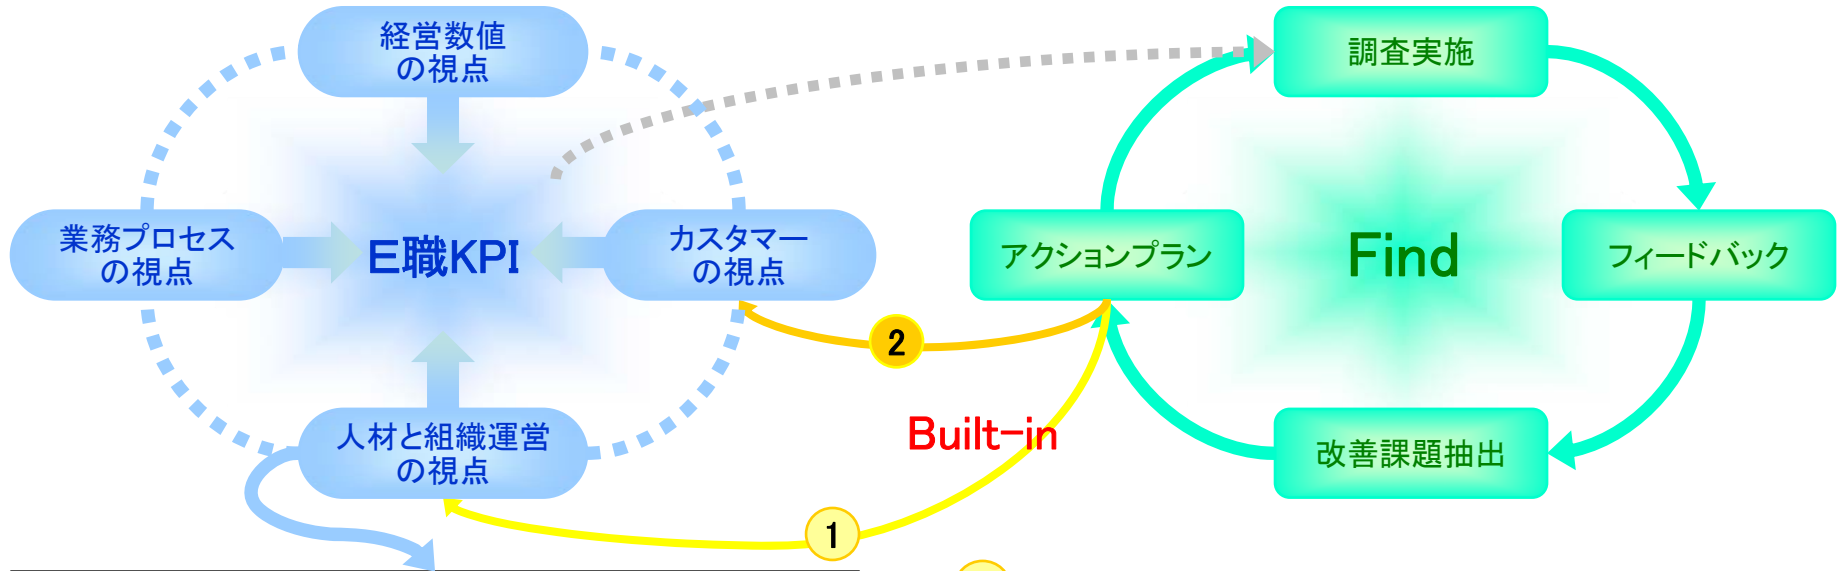 経営数値
の視点
調査実施
業務プロセス
の視点
E職KPI
カスタマー
の視点
アクションプラン
Find
フィードバック
2
Built-in
人材と組織運営
の視点
改善課題抽出
1